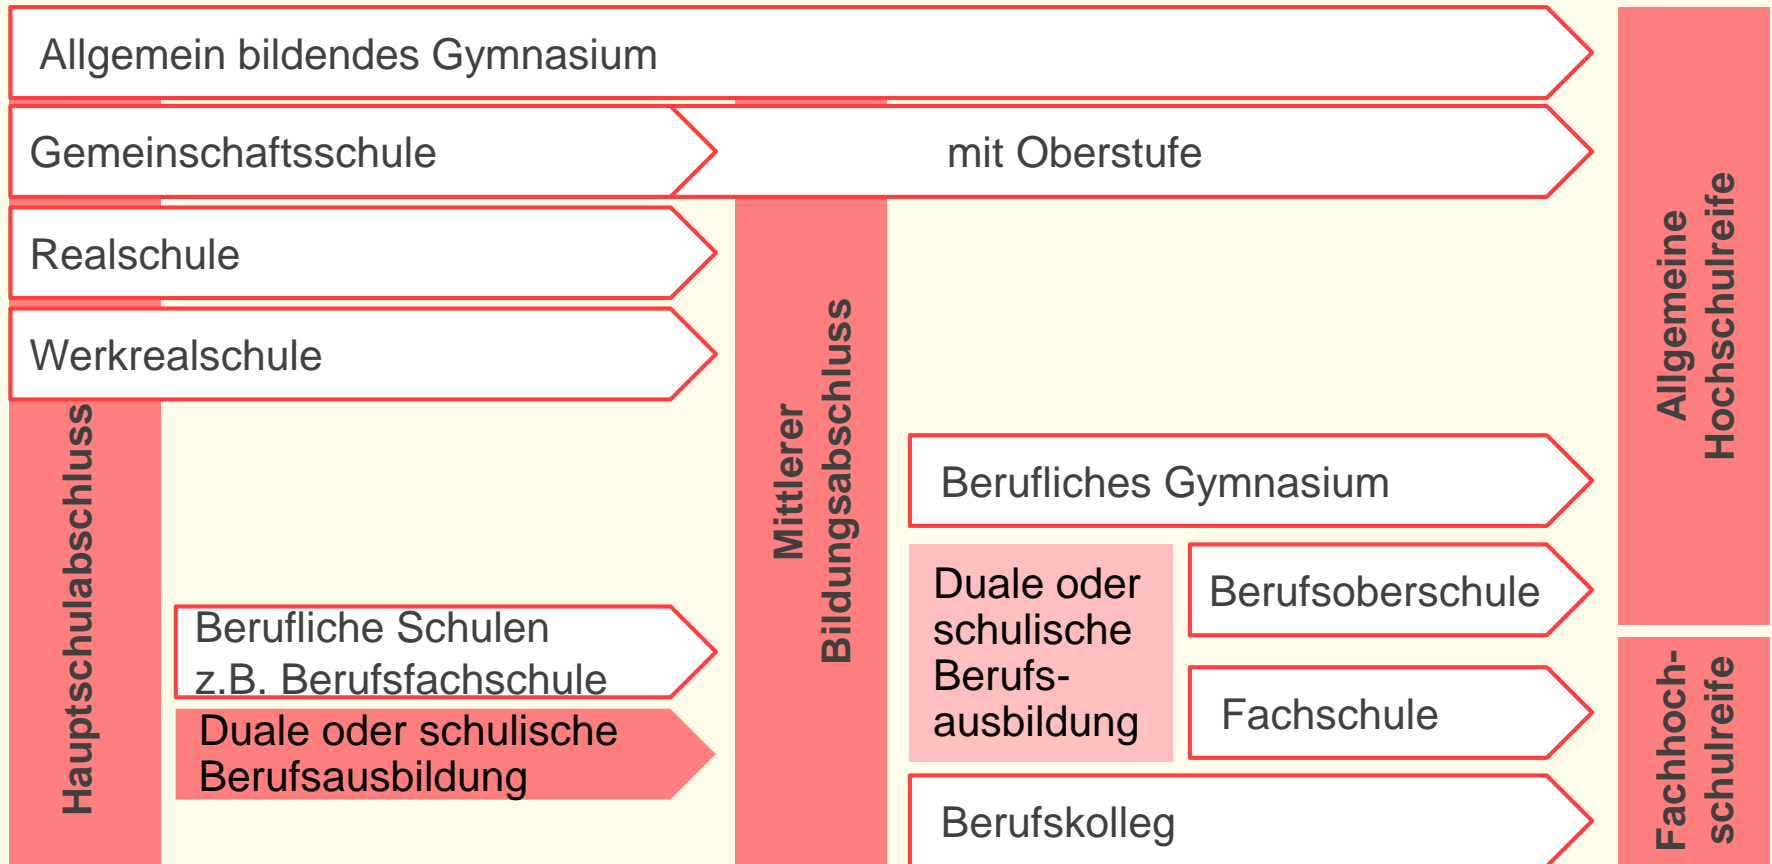 Allgemein bildendes Gymnasium
Gemeinschaftsschule
mit Oberstufe
Realschule
Werkrealschule
Hauptschulabschluss
Berufliche Schulen
z.B. Berufsfachschule
Duale oder schulische
Berufsausbildung
Mittlerer
Bildungsabschluss
Berufliches Gymnasium
Duale oder
schulische
Berufs-
ausbildung
Berufsoberschule
Fachschule
Berufskolleg
Allgemeine
Hochschulreife
Fachhoch-
schulreife